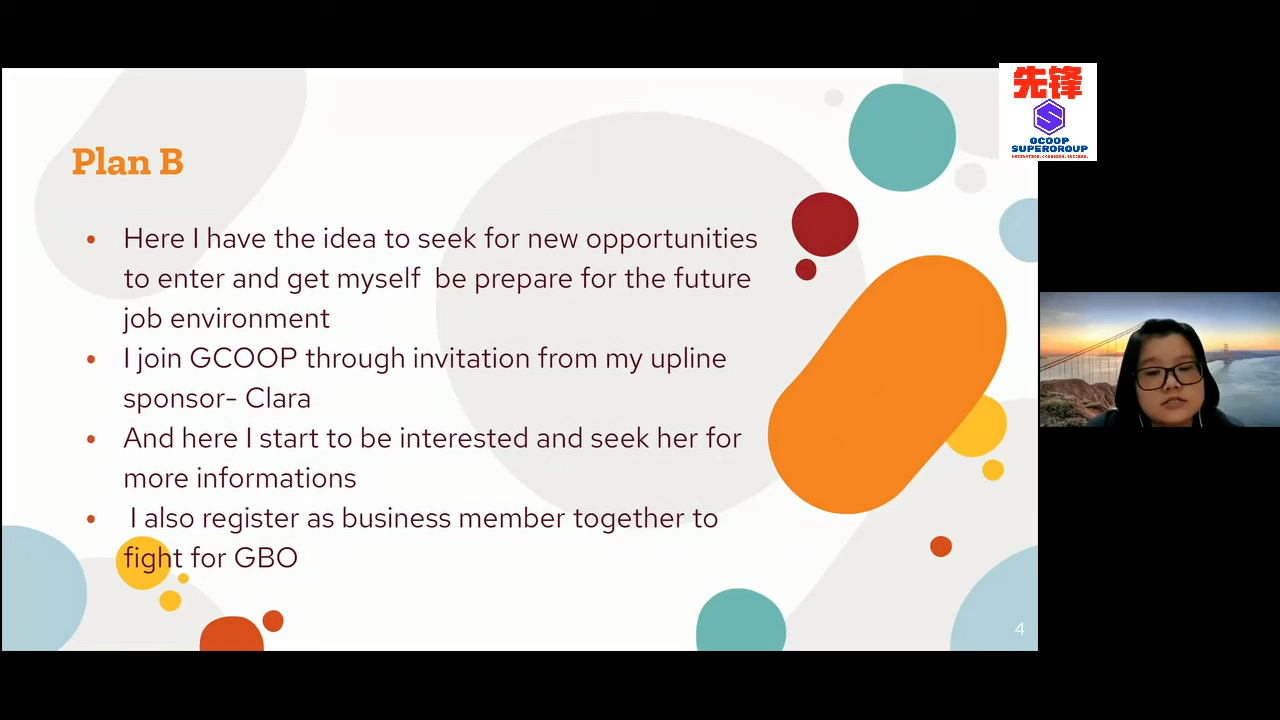 先锋
GCOOP
SUPERGROUP
Plan B
• Here I have the idea to seek for new opportunities
to enter and get myself  be prepare for the future
job environment
• I join GCOOP through invitation from my upline
sponsor- Clara
• And here I start to be interested and seek her for
more informations
• I also register as business member together to
fight for GBO
4